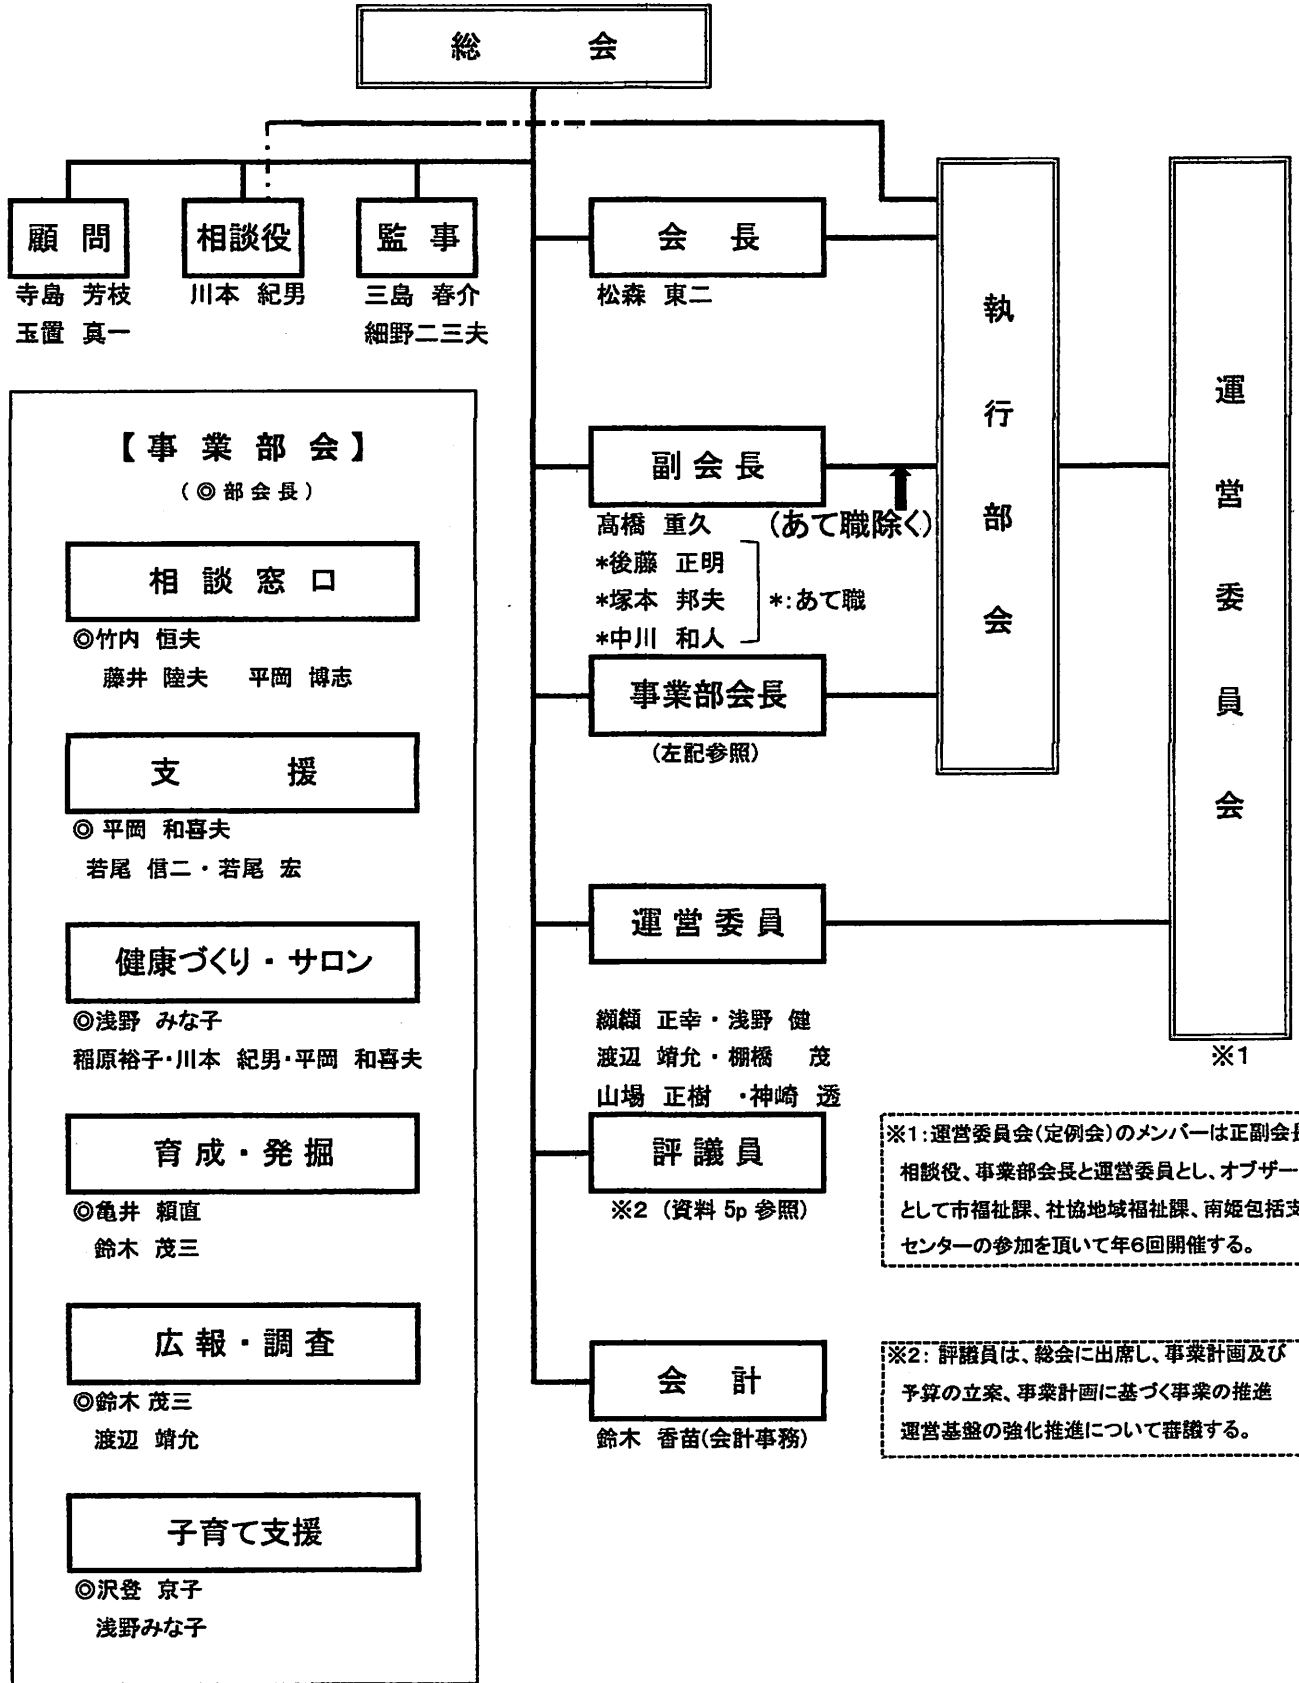 総 会
顧 問
寺島 芳枝
玉置 真一
相談役
川本 紀男
監 事
三島 春介
細野二三夫
会 長
松森 東二
副 会 長
髙橋 重久
*後藤 正明
*塚本 邦夫
*中川 和人
(あて職除く)
*:あて職
事業部会長
(左記参照)
運 営 委 員
纐纈 正幸・浅野 健
渡辺 靖允・棚橋 茂
山場 正樹 ・神崎 透
評 議 員
※2 (資料 5p 参照)
会 計
鈴木 香苗(会計事務)
執行部会
運営委員会
※1
【 事 業 部 会 】
(◎部会長)
相 談 窓 口
◎竹内 恒夫
藤井 陸夫 平岡 博志
支 援
◎ 平岡 和喜夫
若尾 信二・若尾 宏
健康づくり・サロン
◎浅野 みな子
稲原裕子・川本 紀男・平岡 和喜夫
育 成・発 掘
◎亀井 頼直
鈴木 茂三
広 報・調 査
◎鈴木 茂三
渡辺 靖允
子育て支援
◎沢登 京子
浅野みな子
※1:運営委員会(定例会)のメンバーは正副会長
相談役、事業部会長と運営委員とし、オブザー
として市福祉課、社協地域福祉課、南姫包括支
センターの参加を頂いて年6回開催する。
※2: 評議員は、総会に出席し、事業計画及び
予算の立案、事業計画に基づく事業の推進
運営基盤の強化推進について審議する。